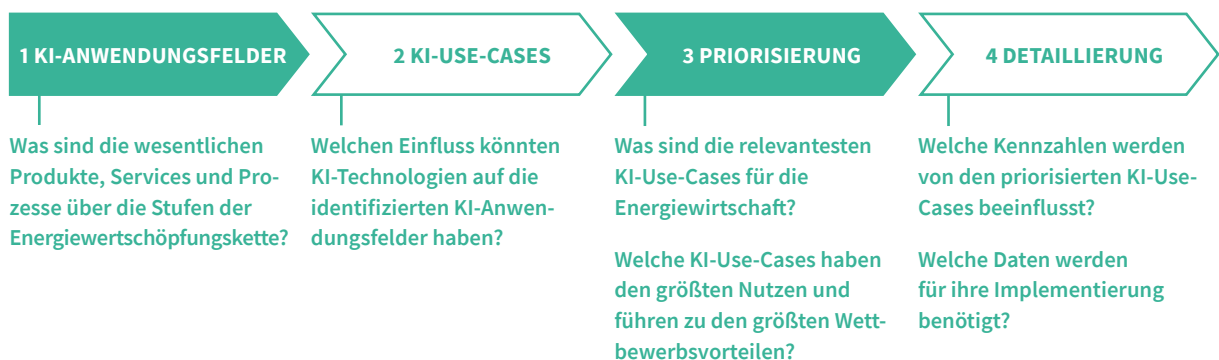 1 KI-ANWENDUNGSFELDER
2 KI-USE-CASES
3 PRIORISIERUNG
4 DETAILLIERUNG
Was sind die wesentlichen
Produkte, Services und Pro-
zesse über die Stufen der
Energiewertschöpfungskette?
Welchen Einfluss könnten
KI-Technologien auf die
identifizierten KI-Anwen-
dungsfelder haben?
Was sind die relevantesten
KI-Use-Cases für die
Energiewirtschaft?
Welche KI-Use-Cases haben
den größten Nutzen und
führen zu den größten Wett-
bewerbsvorteilen?
Welche Kennzahlen werden
von den priorisierten KI-Use-
Cases beeinflusst?
Welche Daten werden
für ihre Implementierung
benötigt?